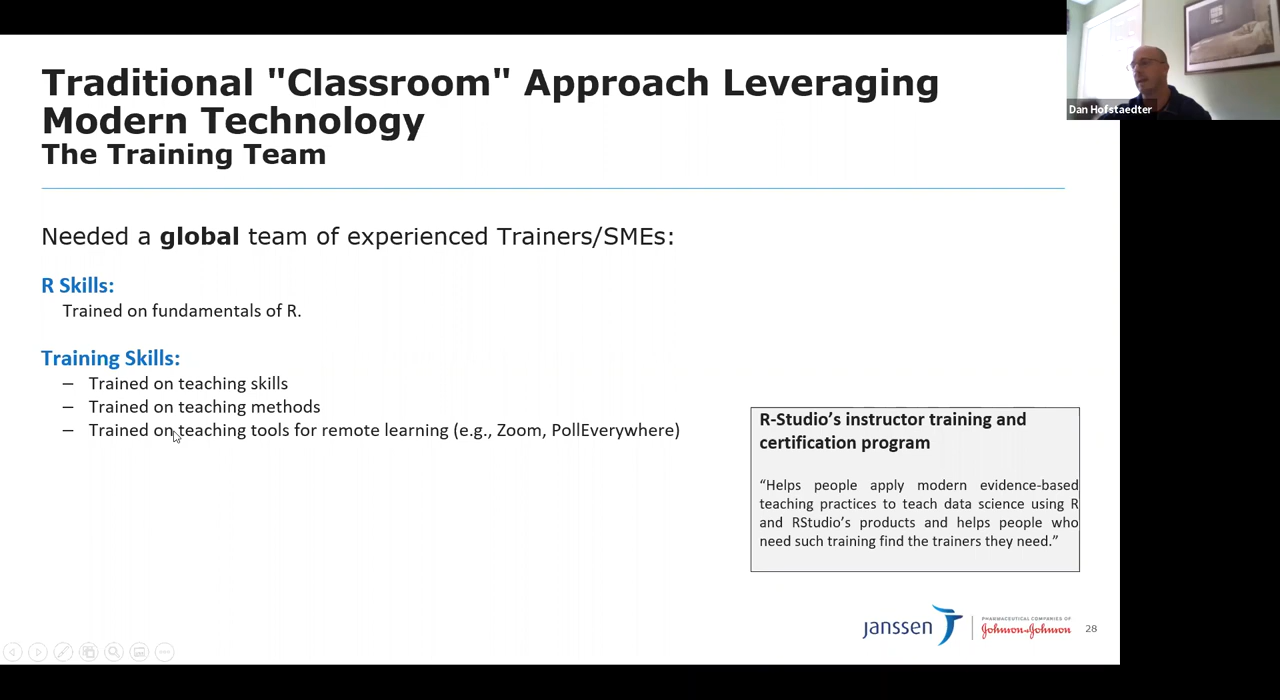 Traditional "Classroom" Approach Leveraging
Modern Technology
The Training Team
Dan Hofstaedter
Needed a global team of experienced Trainers/SMEs:
R Skills:
Trained on fundamentals of R.
Training Skills:
– Trained on teaching skills
– Trained on teaching methods
– Trained on teaching tools for remote learning (e.g., Zoom, PollEverywhere)
R-Studio’s instructor training and
certification program
“Helps people apply modern evidence-based
teaching practices to teach data science using R
and RStudio’s products and helps people who
need such training find the trainers they need.”
janssen
PHARMACEUTICAL COMPANIES OF
Johnson & Johnson
28